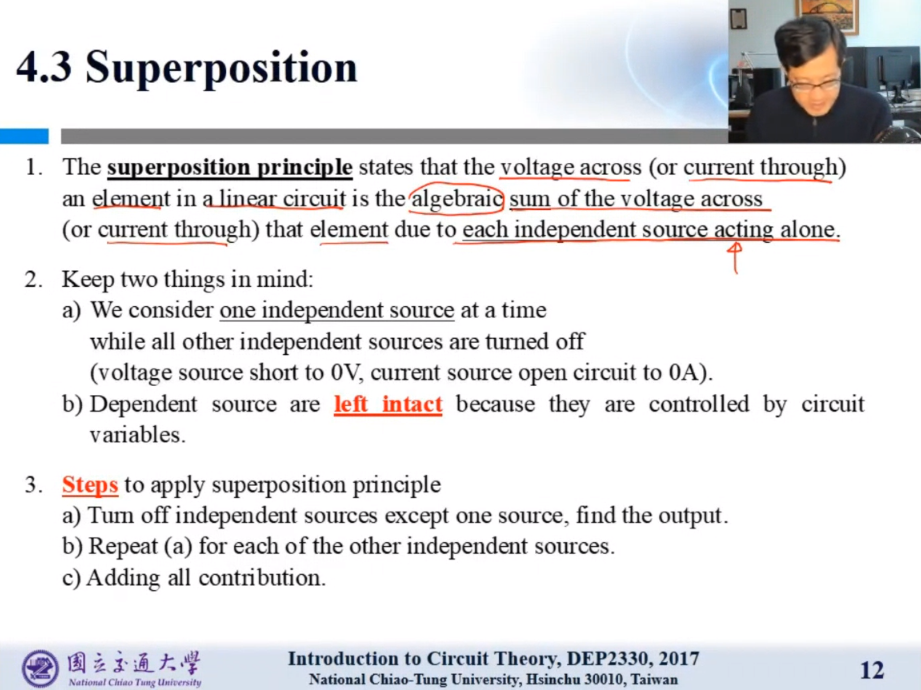 4.3 Superposition
1. The superposition principle states that the voltage across (or current through)
an element in a linear circuit is the algebraic sum of the voltage across
(or current through) that element due to each independent source acting alone.
2. Keep two things in mind:
a) We consider one independent source at a time
while all other independent sources are turned off
(voltage source short to 0V, current source open circuit to 0A).
b) Dependent source are left intact because they are controlled by circuit
variables.
3. Steps to apply superposition principle
a) Turn off independent sources except one source, find the output.
b) Repeat (a) for each of the other independent sources.
c) Adding all contribution.
國立交通大學
National Chiao Tung University
Introduction to Circuit Theory, DEP2330, 2017
National Chiao-Tung University, Hsinchu 30010, Taiwan
12